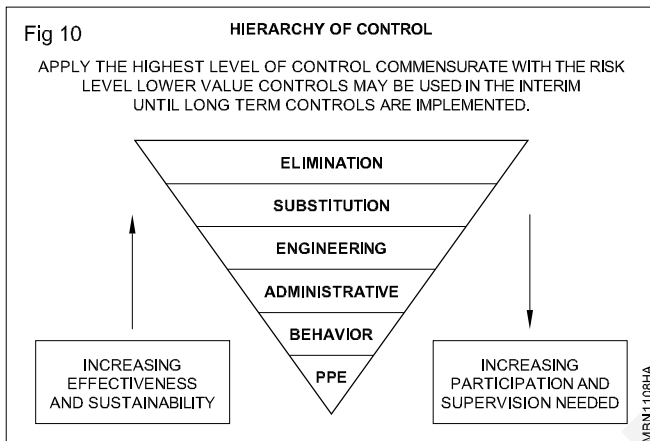 Fig 10
HIERARCHY OF CONTROL
APPLY THE HIGHEST LEVEL OF CONTROL COMMENSURATE WITH THE RISK
LEVEL LOWER VALUE CONTROLS MAY BE USED IN THE INTERIM
UNTIL LONG TERM CONTROLS ARE IMPLEMENTED.
ELIMINATION
SUBSTITUTION
ENGINEERING
ADMINISTRATIVE
BEHAVIOR
PPE
INCREASING
EFFECTIVENESS
AND SUSTAINABILITY
INCREASING
PARTICIPATION AND
SUPERVISION NEEDED
MBN1108HA